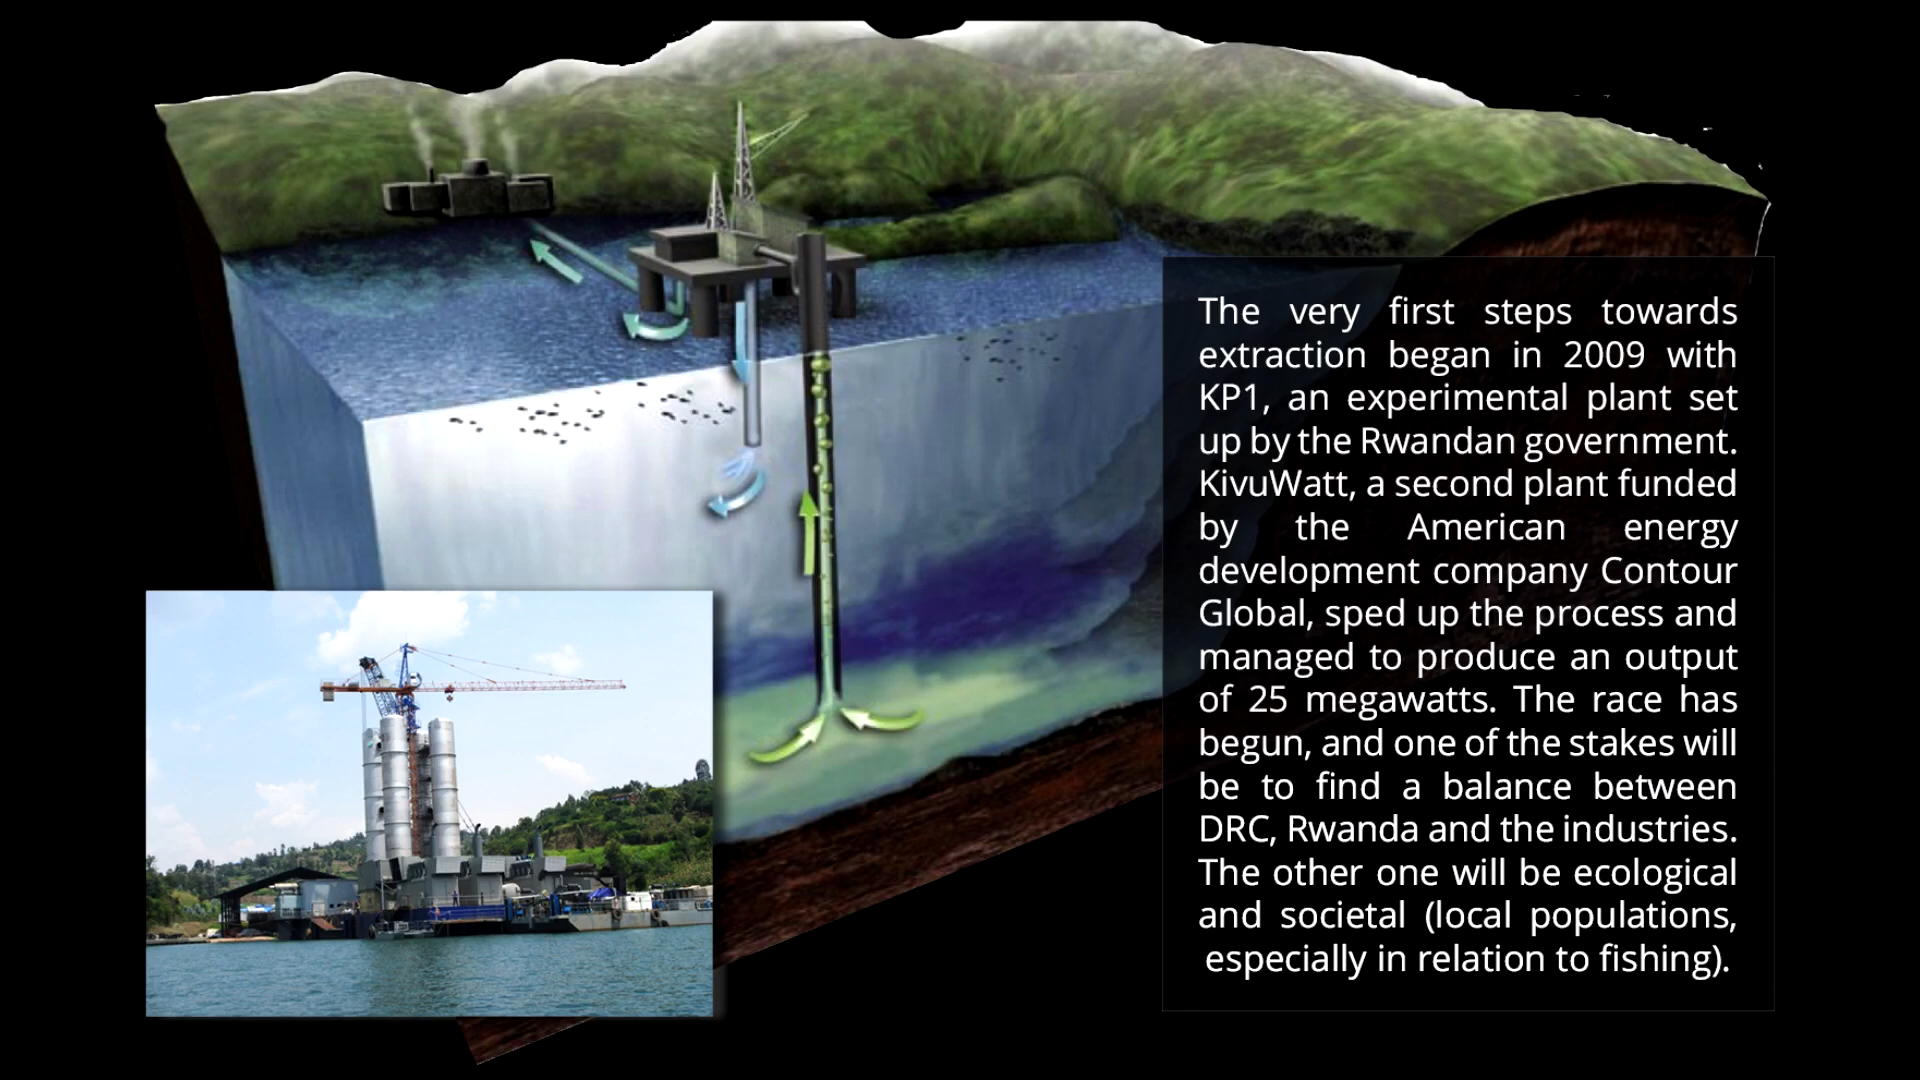 The very first steps towards
extraction began in 2009 with
KP1, an experimental plant set
up by the Rwandan government.
KivuWatt, a second plant funded
by the American energy
development company Contour
Global, sped up the process and
managed to produce an output
of 25 megawatts. The race has
begun, and one of the stakes will
be to find a balance between
DRC, Rwanda and the industries.
The other one will be ecological
and societal (local populations,
especially in relation to fishing).